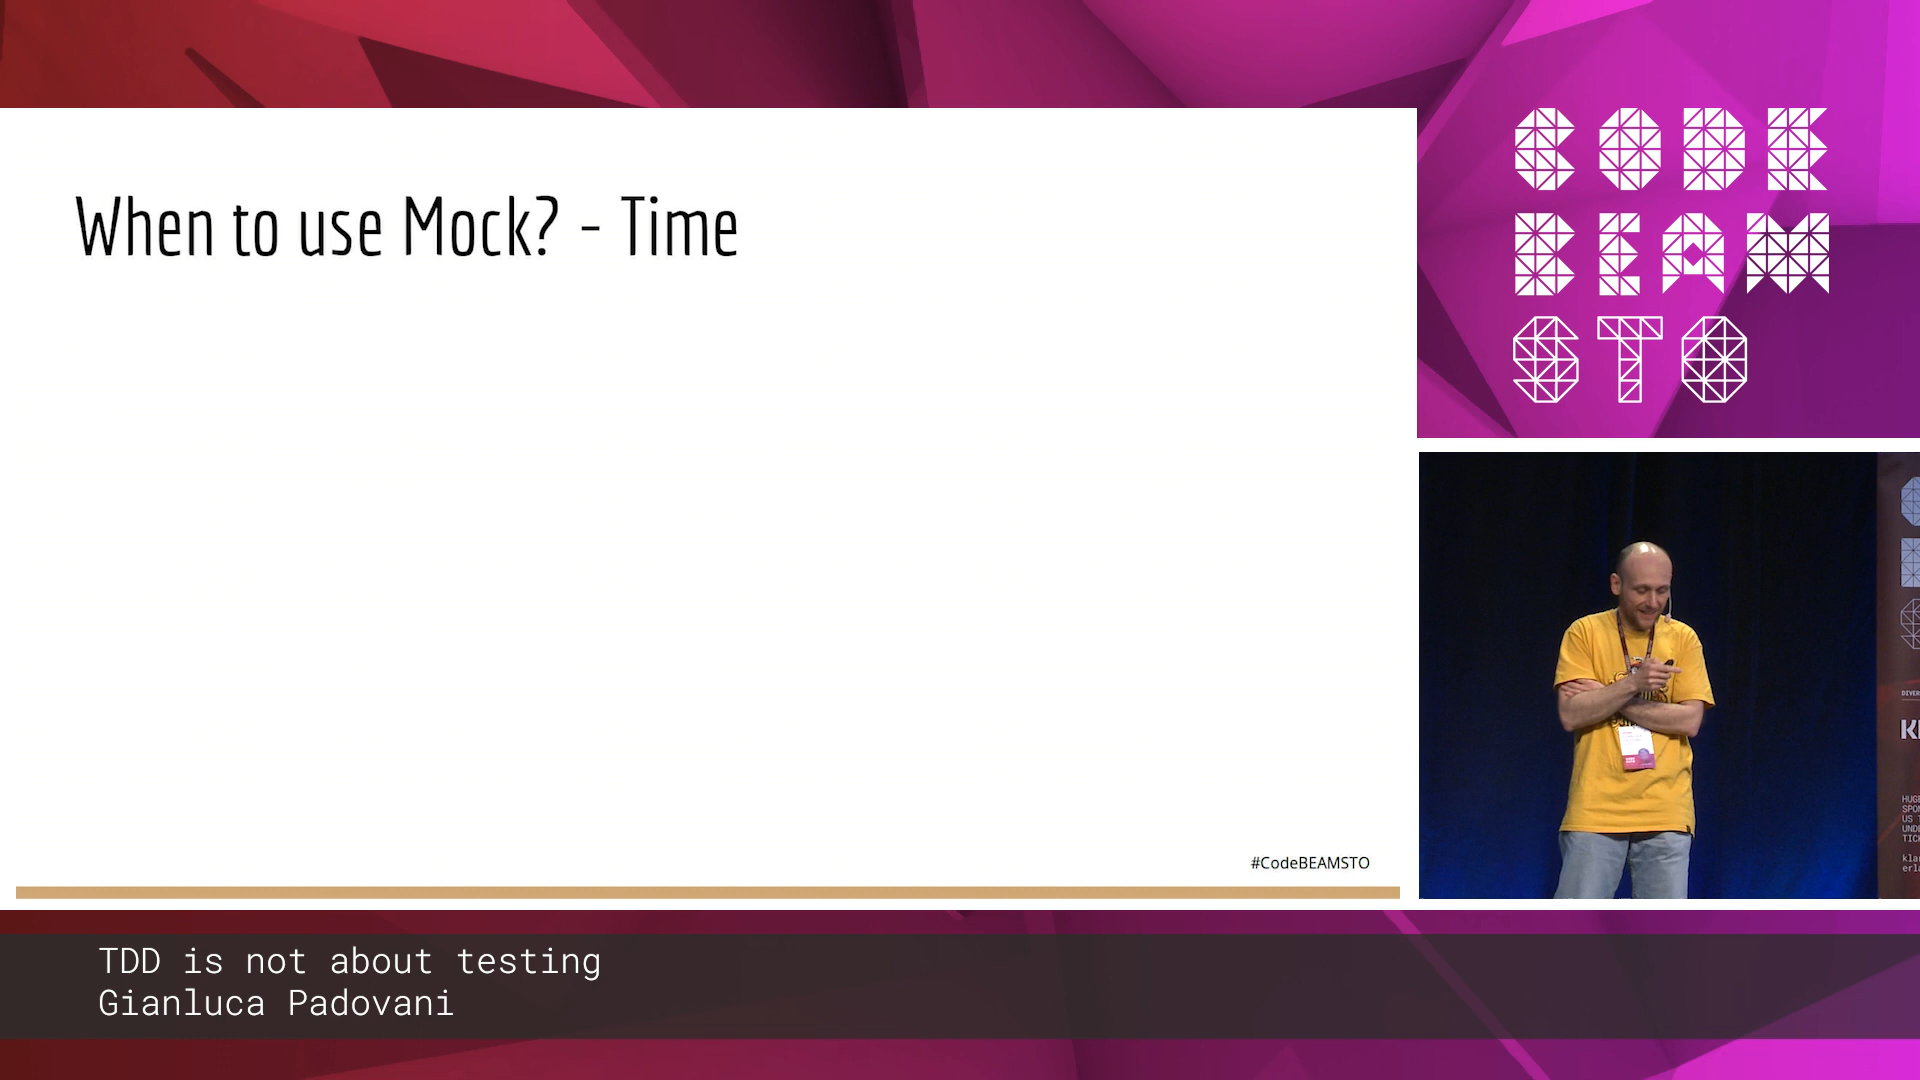 When to use Mock? - Time
#CodeBEAMSTO
CODE
BEAM
STO
TDD is not about testing
Gianluca Padovani